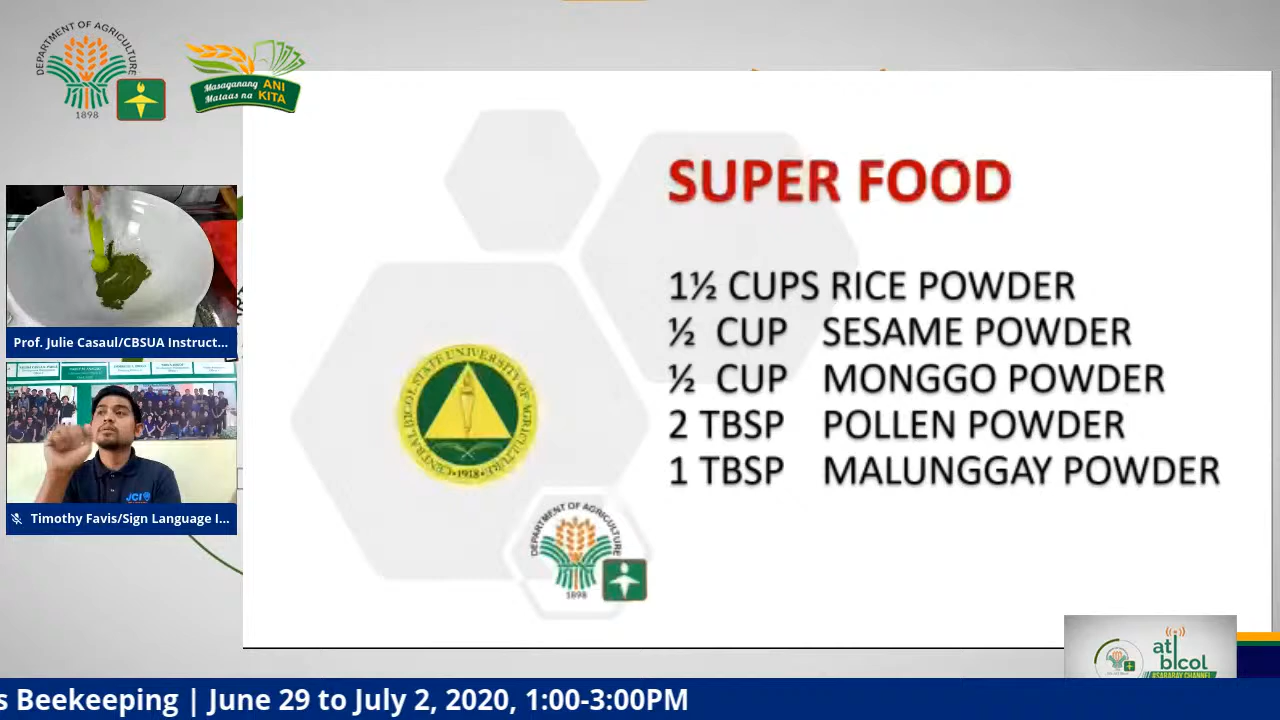 DEPARTMENT OF AGRICULTURE
1898
Masaganang ANI
Mataas na KITA
SUPER FOOD
1½ CUPS RICE POWDER
½ CUP SESAME POWDER
½ CUP MONGGO POWDER
2 TBSP POLLEN POWDER
1 TBSP MALUNGGAY POWDER
CENTRAL BICOL STATE UNIVERSITY OF AGRICULTURE
1918
DEPARTMENT OF AGRICULTURE
1898
Prof. Julie Casaul/CBSUA Instruct...
JCI
Timothy Favis/Sign Language I...
ati
bicol
s Beekeeping | June 29 to July 2, 2020, 1:00-3:00PM